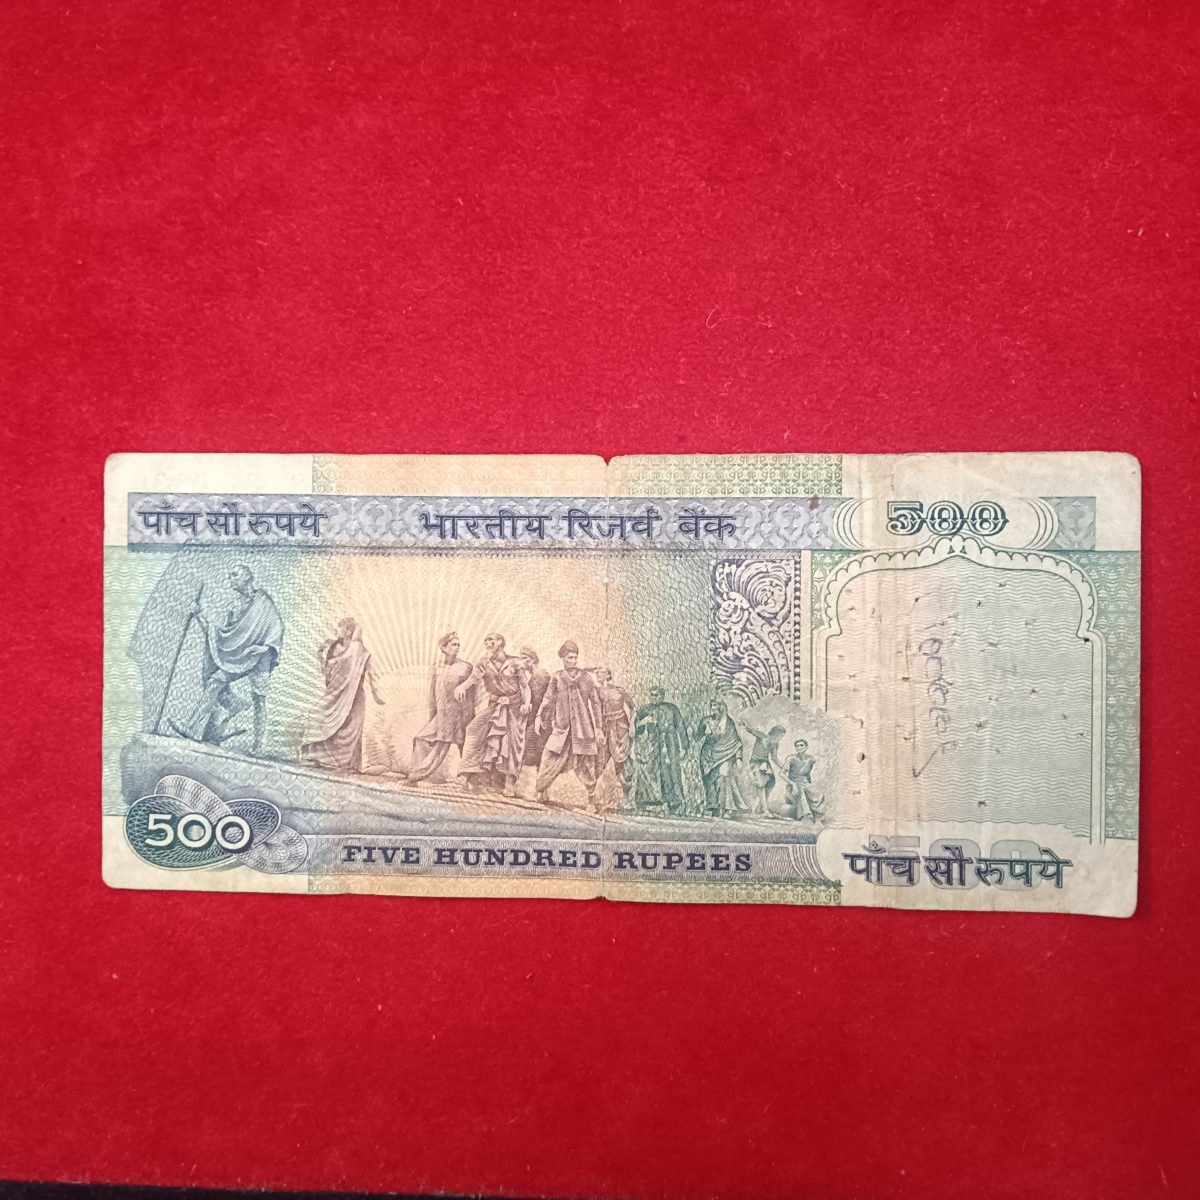 पाँच सौ रुपये भारतीय रिज़र्व बैंक 500
500 FIVE HUNDRED RUPEES पाँच सौ रुपये